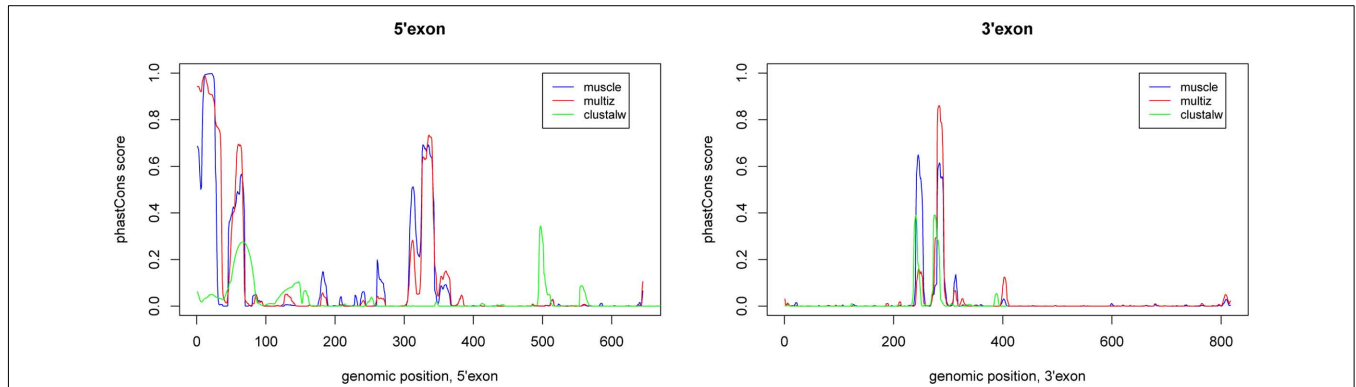 5'exon
phastCons score
1.0
0.8
0.6
0.4
0.2
0.0
muscle
multiz
clustalw
0 100 200 300 400 500 600
genomic position, 5'exon
3'exon
phastCons score
1.0
0.8
0.6
0.4
0.2
0.0
muscle
multiz
clustalw
0 200 400 600 800
genomic position, 3'exon